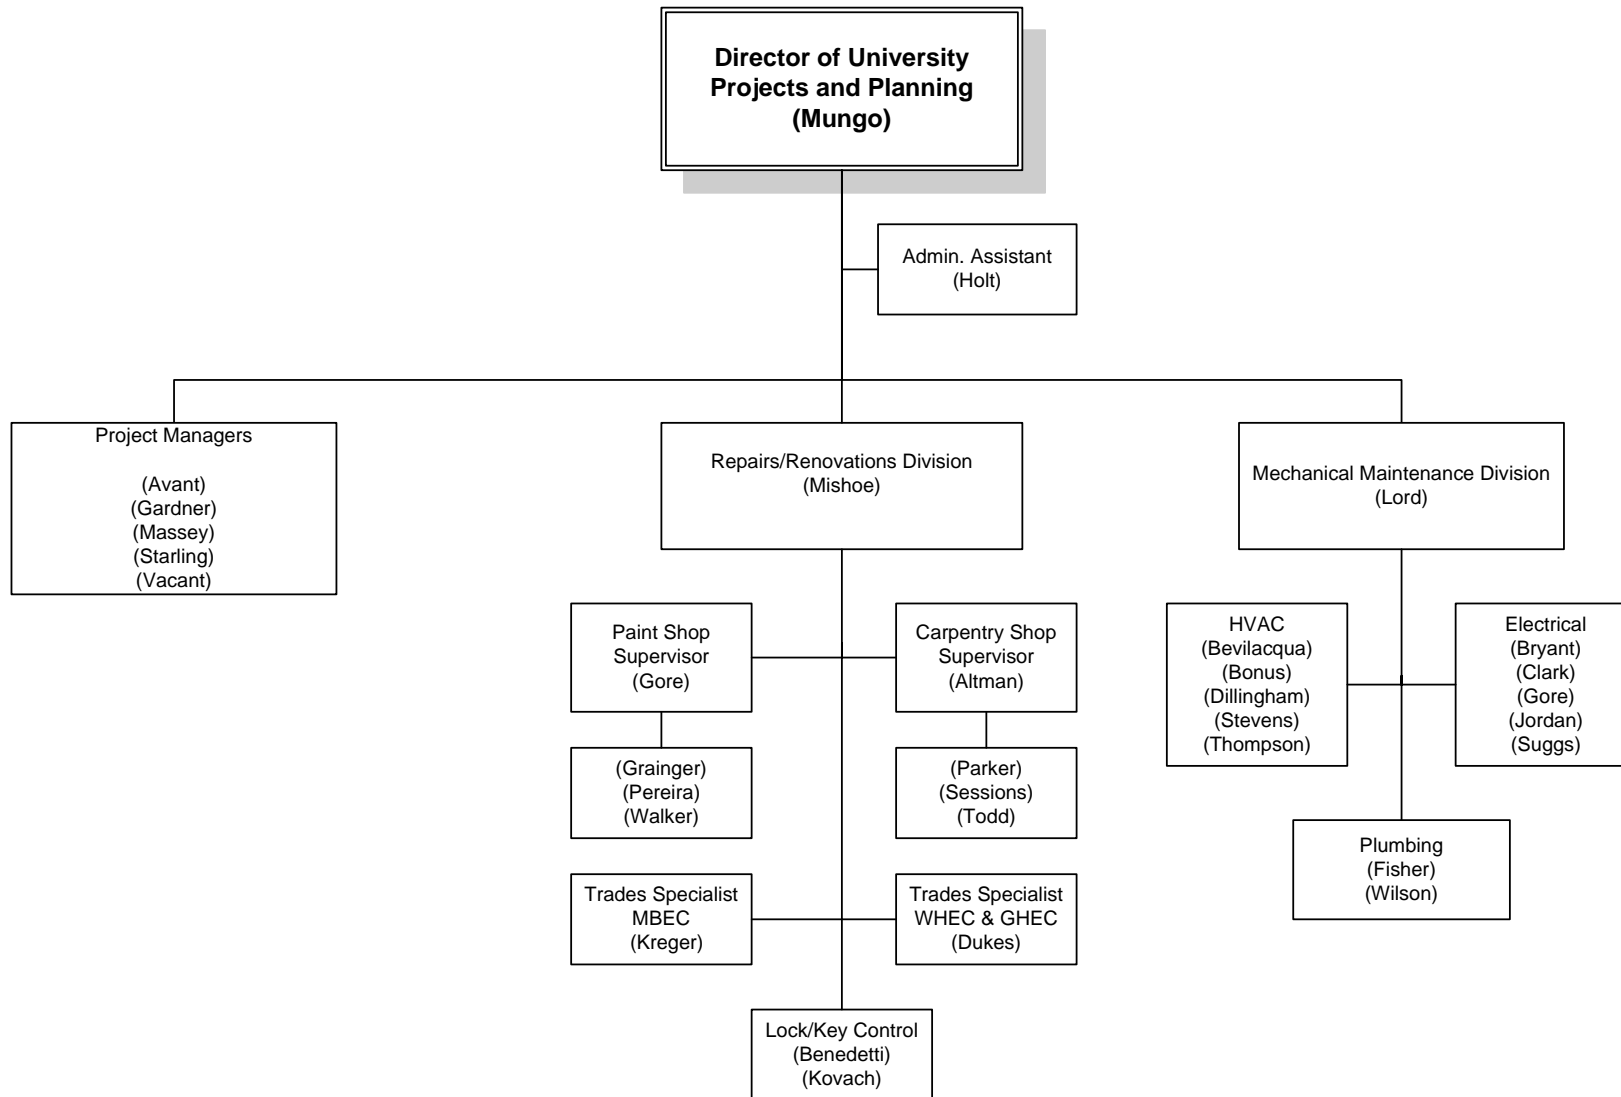 Director of University
Projects and Planning
(Mungo)
Admin. Assistant
(Holt)
Project Managers
(Avant)
(Gardner)
(Massey)
(Starling)
(Vacant)
Repairs/Renovations Division
(Mishoe)
Mechanical Maintenance Division
(Lord)
Paint Shop
Supervisor
(Gore)
Carpentry Shop
Supervisor
(Altman)
HVAC
(Bevilacqua)
(Bonus)
(Dillingham)
(Stevens)
(Thompson)
Electrical
(Bryant)
(Clark)
(Gore)
(Jordan)
(Suggs)
(Grainger)
(Pereira)
(Walker)
(Parker)
(Sessions)
(Todd)
Plumbing
(Fisher)
(Wilson)
Trades Specialist
MBEC
(Kreger)
Trades Specialist
WHEC & GHEC
(Dukes)
Lock/Key Control
(Benedetti)
(Kovach)